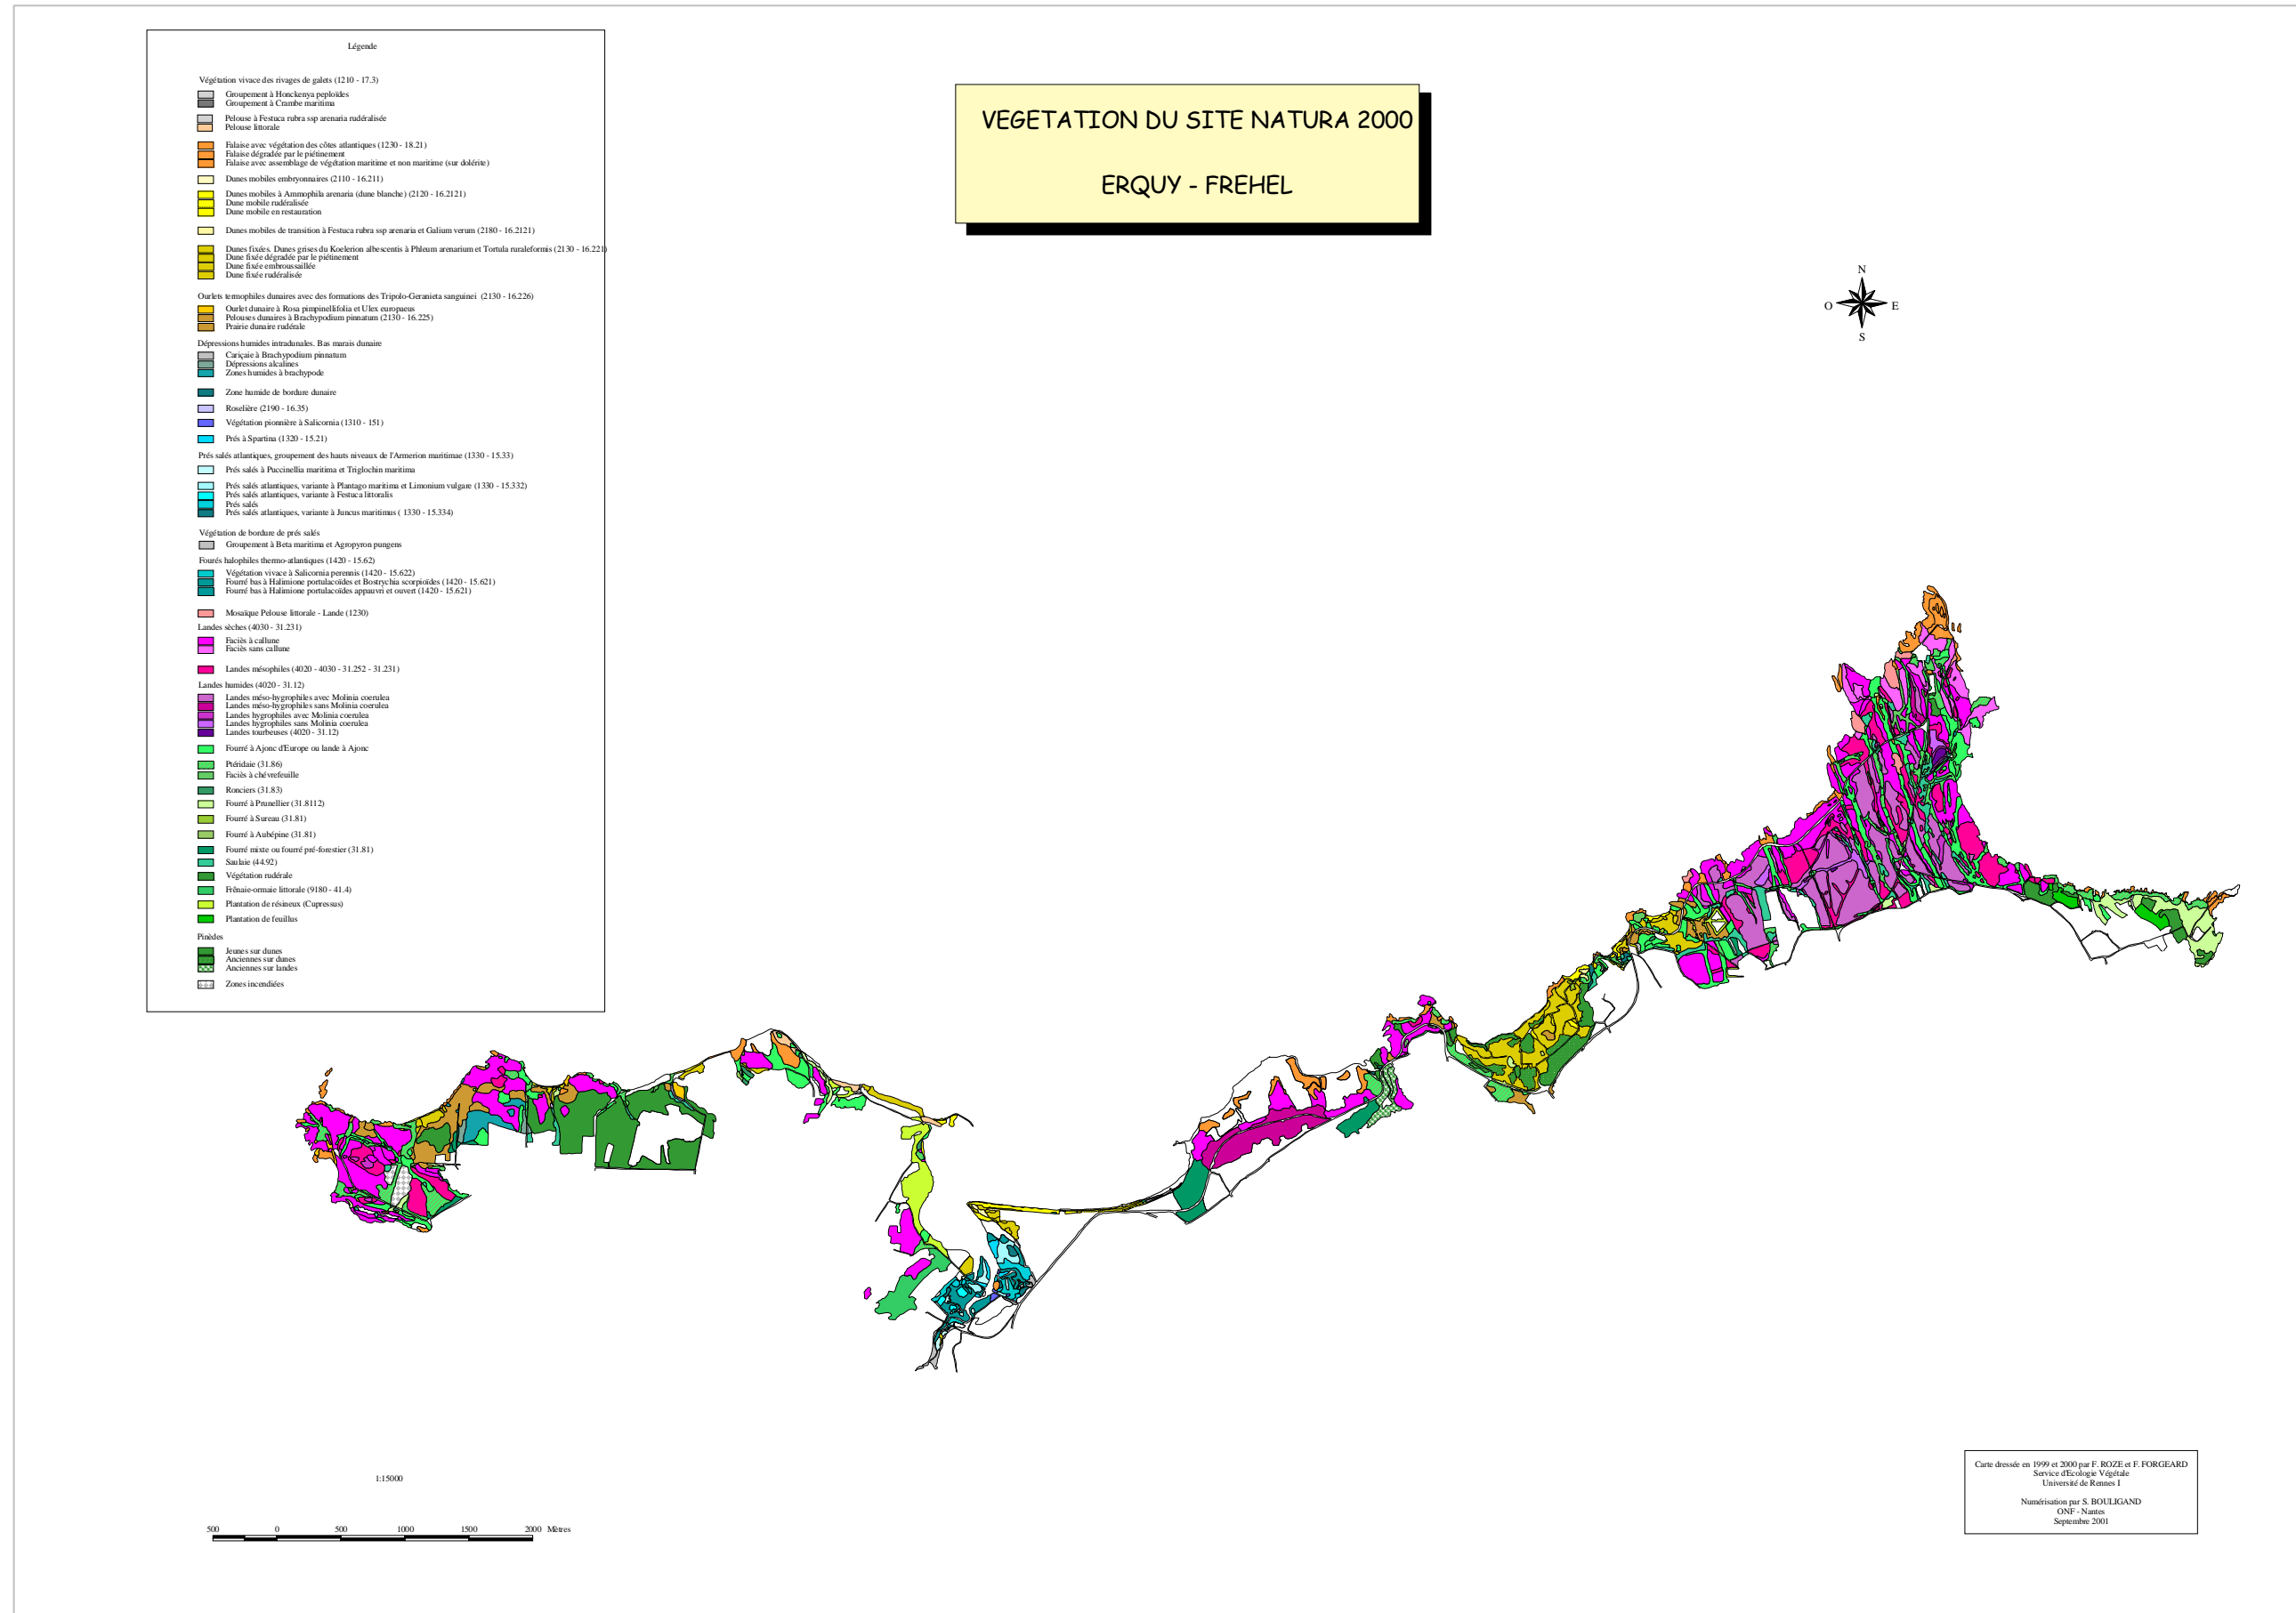 Légende
Végétation vivace des rivages de galets (1210 - 17.3)
Groupement à Honckenya peploïdes
Groupement à Crambe maritima
Pelouse à Festuca rubra ssp arenaria rudéralisée
Pelouse littorale
Falaise avec végétation des côtes atlantiques (1230 - 18.21)
Falaise dégradée par le piétinement
Falaise avec assemblage de végétation maritime et non maritime (sur dolérite)
Dunes mobiles embryonnaires (2110 - 16.211)
Dunes mobiles à Ammophila arenaria (dune blanche) (2120 - 16.2121)
Dune mobile rudéralisée
Dune mobile en restauration
Dunes mobiles de transition à Festuca rubra ssp arenaria et Galium verum (2180 - 16.2121)
Dunes fixées. Dunes grises du Koelerion albescentis à Phleum arenarium et Tortula ruraleformis (2130 - 16.221)
Dune fixée dégradée par le piétinement
Dune fixée embroussaillée
Dune fixée rudéralisée
Ourlets termophiles dunaires avec des formations des Tripolo-Geranieta sanguinei (2130 - 16.226)
Ourlet dunaire à Rosa pimpinellifolia et Ulex europaeus
Pelouses dunaires à Brachypodium pinnatum (2130 - 16.225)
Prairie dunaire rudérale
Dépressions humides intradunales. Bas marais dunaire
Cariçaie à Brachypodium pinnatum
Dépressions alcalines
Zones humides à brachypode
Zone humide de bordure dunaire
Roselière (2190 - 16.35)
Végétation pionnière à Salicornia (1310 - 151)
Prés à Spartina (1320 - 15.21)
Prés salés atlantiques, groupement des hauts niveaux de l'Armerion maritimae (1330 - 15.33)
Prés salés à Puccinellia maritima et Triglochin maritima
Prés salés atlantiques, variante à Plantago maritima et Limonium vulgare (1330 - 15.332)
Prés salés atlantiques, variante à Festuca littoralis
Prés salés
Prés salés atlantiques, variante à Juncus maritimus ( 1330 - 15.334)
Végétation de bordure de prés salés
Groupement à Beta maritima et Agropyron pungens
Fourés halophiles thermo-atlantiques (1420 - 15.62)
Végétation vivace à Salicornia perennis (1420 - 15.622)
Fourré bas à Halimione portulacoïdes et Bostrychia scorpioïdes (1420 - 15.621)
Fourré bas à Halimione portulacoïdes appauvri et ouvert (1420 - 15.621)
Mosaïque Pelouse littorale - Lande (1230)
Landes sèches (4030 - 31.231)
Faciès à callune
Faciès sans callune
Landes mésophiles (4020 - 4030 - 31.252 - 31.231)
Landes humides (4020 - 31.12)
Landes méso-hygrophiles avec Molinia coerulea
Landes méso-hygrophiles sans Molinia coerulea
Landes hygrophiles avec Molinia coerulea
Landes hygrophiles sans Molinia coerulea
Landes tourbeuses (4020 - 31.12)
Fourré à Ajonc d'Europe ou lande à Ajonc
Ptéridaie (31.86)
Faciès à chévrefeuille
Ronciers (31.83)
Fourré à Prunellier (31.8112)
Fourré à Sureau (31.81)
Fourré à Aubépine (31.81)
Fourré mixte ou fourré pré-forestier (31.81)
Saulaie (44.92)
Végétation rudérale
Frênaie-ormaie littorale (9180 - 41.4)
Plantation de résineux (Cupressus)
Plantation de feuillus
Pinèdes
Jeunes sur dunes
Anciennes sur dunes
Anciennes sur landes
Zones incendiées
VEGETATION DU SITE NATURA 2000
ERQUY - FREHEL
N
O E
S
1:15000
500 0 500 1000 1500 2000 Mètres
Carte dressée en 1999 et 2000 par F. ROZE et F. FORGEARD
Service d'Ecologie Végétale
Université de Rennes I
Numérisation par S. BOULIGAND
ONF - Nantes
Septembre 2001